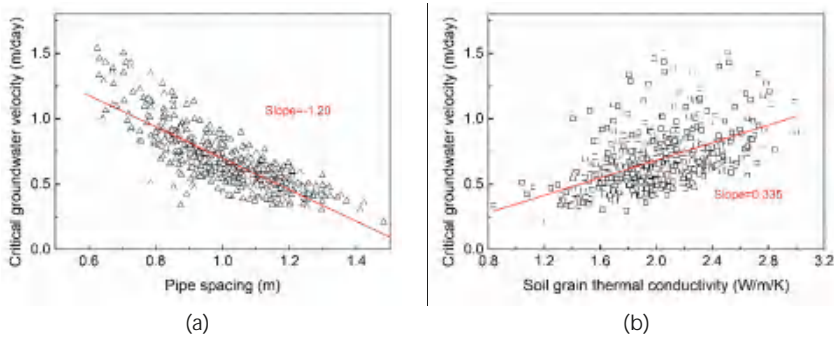 Critical groundwater velocity (m/day)
1.5
1.0
0.5
0.0
Slope=-1.20
0.6 0.8 1.0 1.2 1.4
Pipe spacing (m)
(a)
Critical groundwater velocity (m/day)
1.5
1.0
0.5
0.0
Slope=0.335
0.8 1.2 1.6 2.0 2.4 2.8 3.2
Soil grain thermal conductivity (W/m/K)
(b)